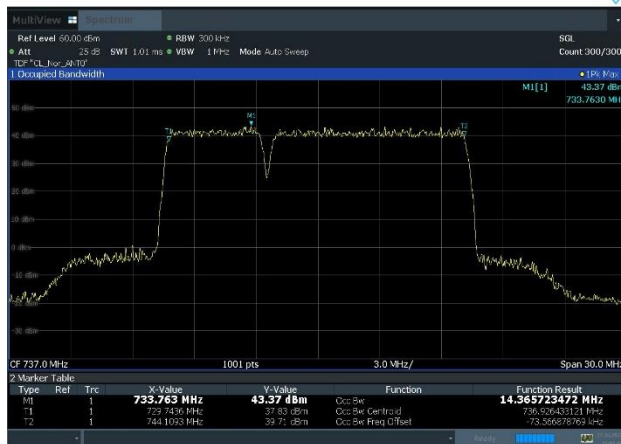 MultiView Spectrum
Ref Level 60.00 dBm RBW 300 kHz SGL
Att 25 dB SWT 1.01 ms VBW 1 MHz Mode Auto Sweep Count 300/300
TDF "CL_Nor_ANT0"
1 Occupied Bandwidth 1Pk Max
M1[1] 43.37 dBm
733.7630 MHz
50 dBm
M1
T1 T2
40 dBm
30 dBm
20 dBm
10 dBm
0 dBm
-10 dBm
-20 dBm
-30 dBm
CF 737.0 MHz 1001 pts 3.0 MHz/ Span 30.0 MHz
2 Marker Table
Type Ref Trc X-Value Y-Value Function Function Result
M1 1 733.763 MHz 43.37 dBm Occ Bw 14.365723472 MHz
T1 1 729.7436 MHz 37.83 dBm Occ Bw Centroid 736.926433121 MHz
T2 1 744.1093 MHz 39.71 dBm Occ Bw Freq Offset -73.566878769 kHz
Ready